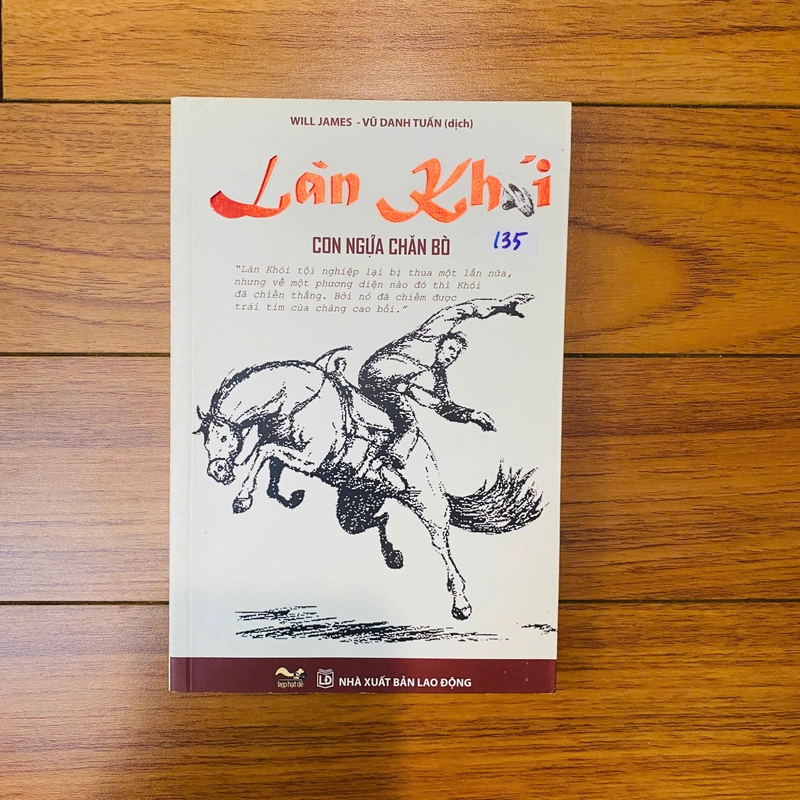 WILL JAMES - VŨ DANH TUẤN (dịch)
Làn Khói
CON NGỰA CHĂN BÒ
135
"Làn Khói tội nghiệp lại bị thua một lần nữa,
nhưng về một phương diện nào đó thì Khói
đã chiến thắng. Bởi nó đã chiếm được
trái tim của chàng cao bồi."
NHÀ XUẤT BẢN LAO ĐỘNG